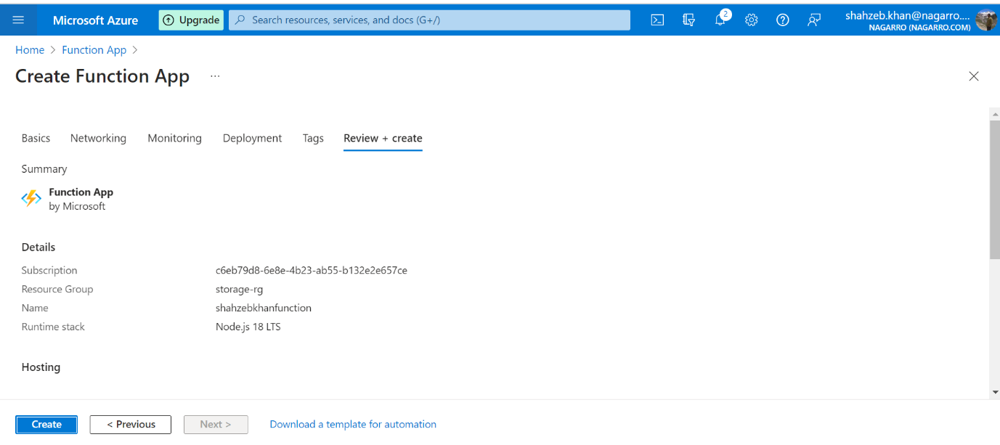 Microsoft Azure
Upgrade
Search resources, services, and docs (G+/)
2
shahzeb.khan@nagarro....
NAGARRO (NAGARRO.COM)
Home > Function App >
Create Function App ...
Basics Networking Monitoring Deployment Tags Review + create
Summary
Function App
by Microsoft
Details
Subscription c6eb79d8-6e8e-4b23-ab55-b132e2e657ce
Resource Group storage-rg
Name shahzebkhanfunction
Runtime stack Node.js 18 LTS
Hosting
Create < Previous Next > Download a template for automation